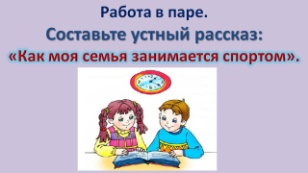 Работа в паре.
Составьте устный рассказ:
«Как моя семья занимается спортом».